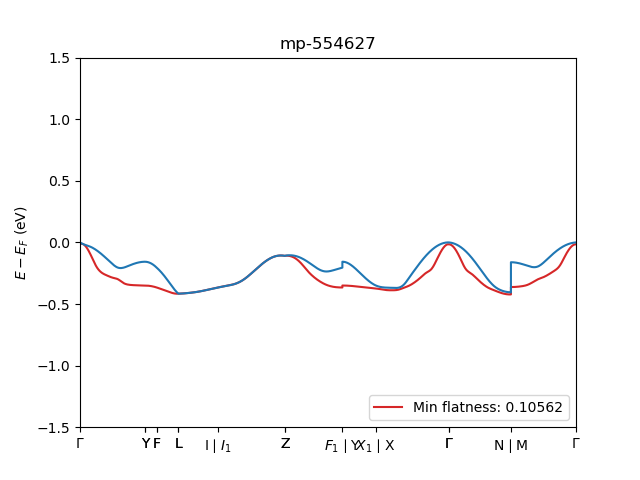 mp-554627
E − E_F (eV)
1.5
1.0
0.5
0.0
−0.5
−1.0
−1.5
Γ Y F L I | I₁ Z F₁ | Y X₁ | X Γ N | M Γ
Min flatness: 0.10562